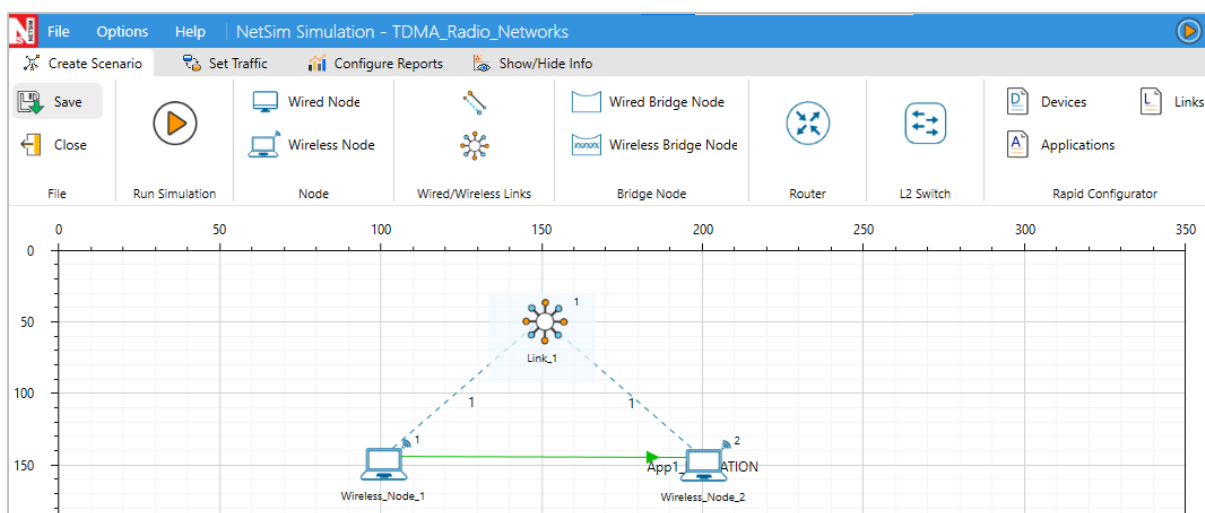 NETSIM File Options Help NetSim Simulation - TDMA_Radio_Networks
Create Scenario Set Traffic Configure Reports Show/Hide Info
Save Wired Node Wired Bridge Node Devices Links
Close Wireless Node Wireless Bridge Node Applications
File Run Simulation Node Wired/Wireless Links Bridge Node Router L2 Switch Rapid Configurator
0 50 100 150 200 250 300 350
0
1
50
Link_1
100
1 1
1 2
150
App1_ ATION
Wireless_Node_1 Wireless_Node_2